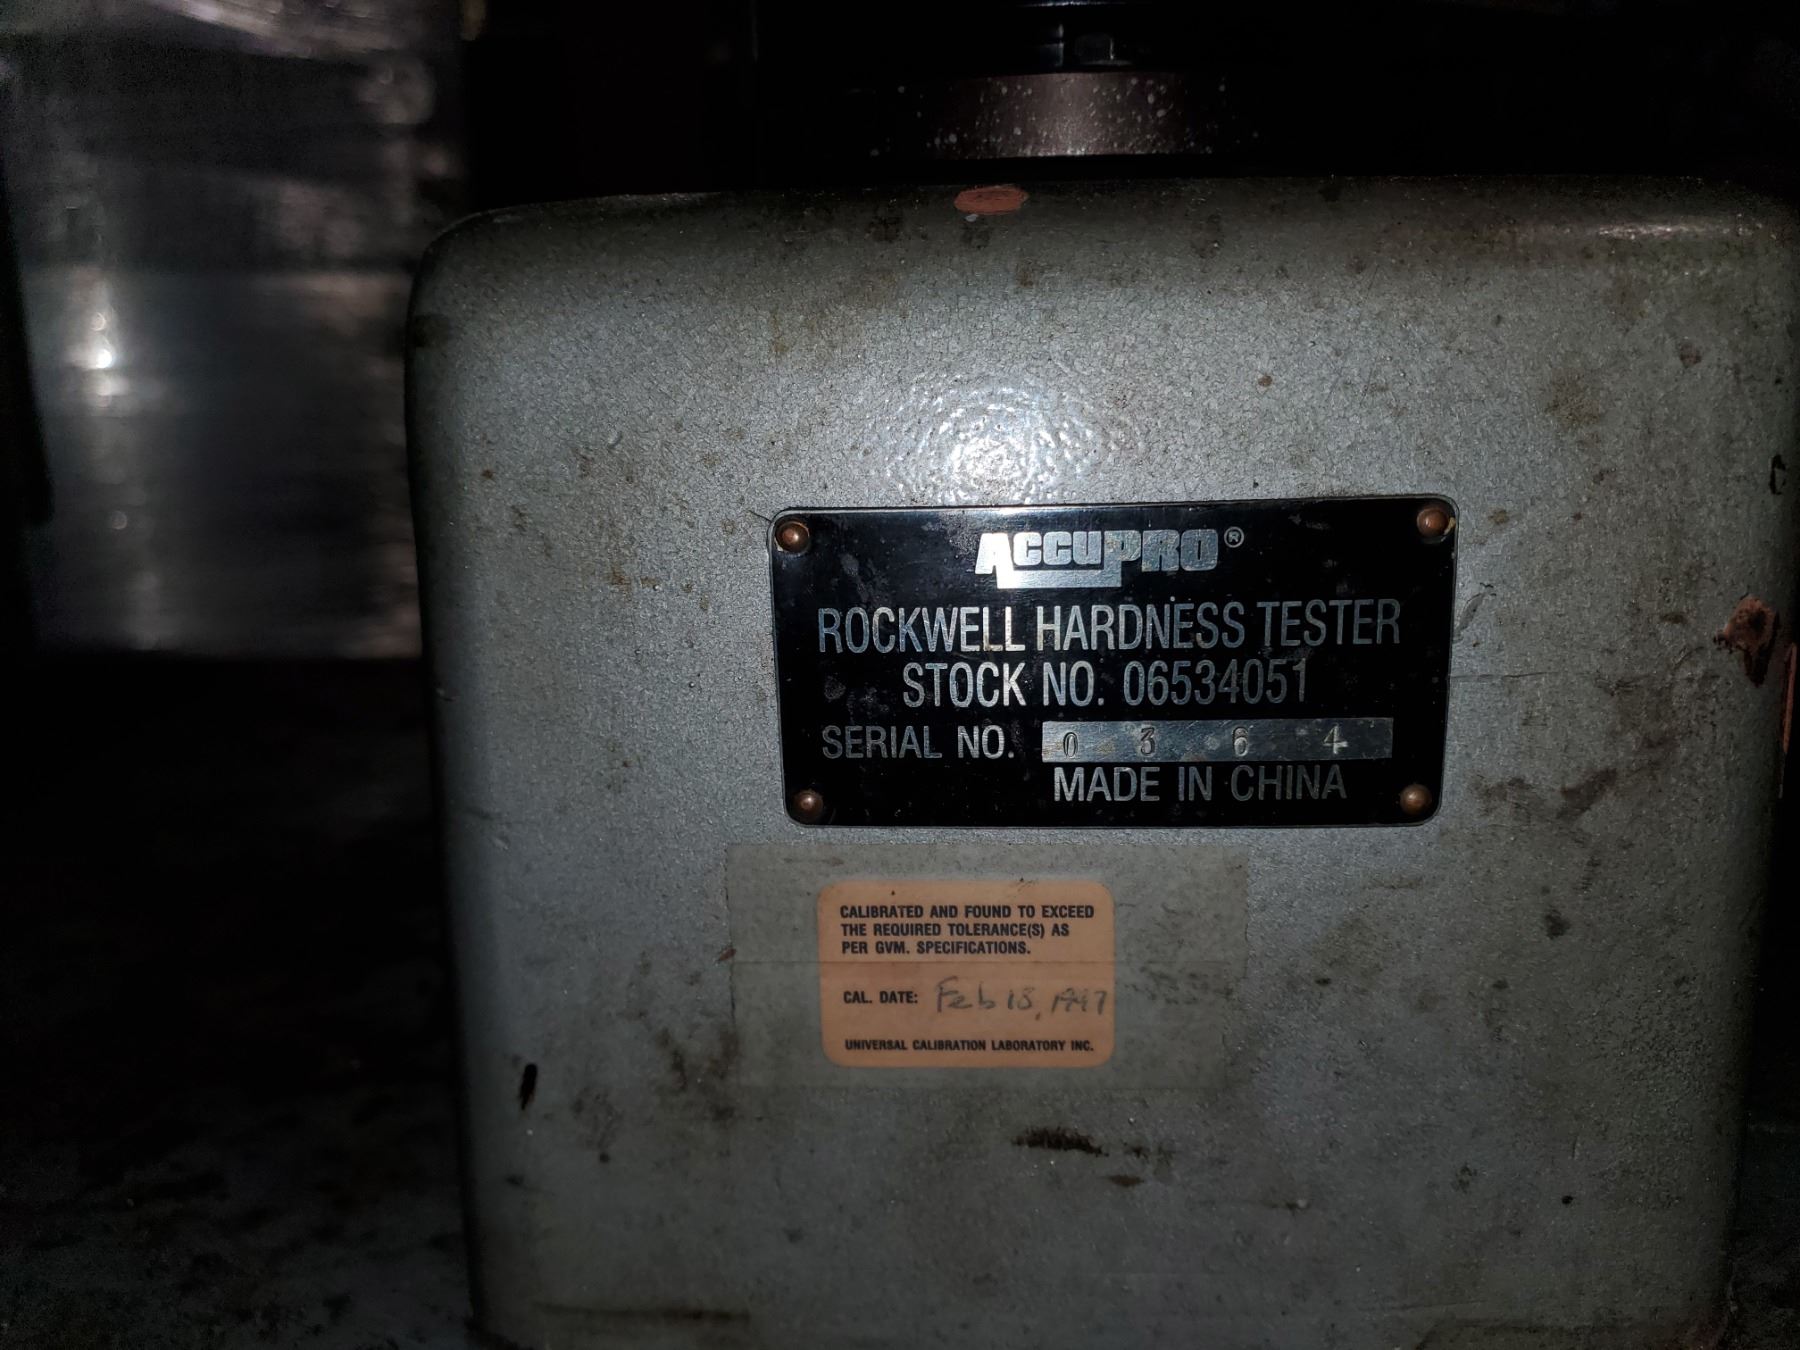 ACCUPRO®
ROCKWELL HARDNESS TESTER
STOCK NO. 06534051
SERIAL NO. 0 3 6 4
MADE IN CHINA
CALIBRATED AND FOUND TO EXCEED
THE REQUIRED TOLERANCE(S) AS
PER GVM. SPECIFICATIONS.
CAL. DATE: Feb 18, 1997
UNIVERSAL CALIBRATION LABORATORY INC.